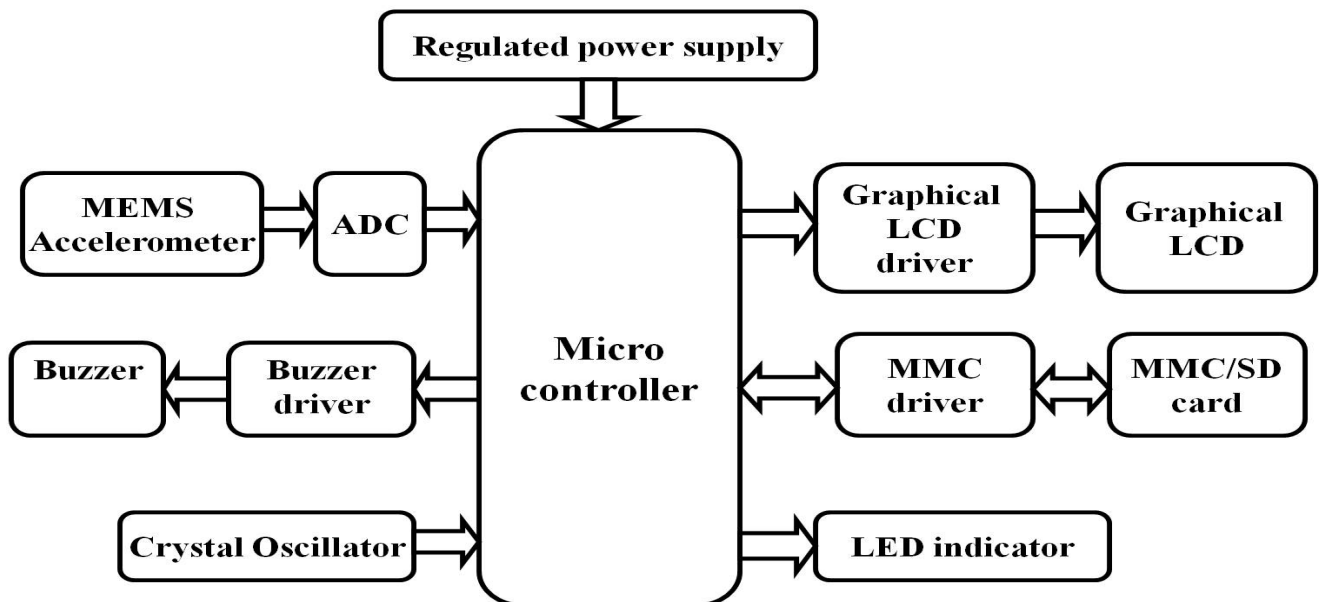 Regulated power supply
MEMS
Accelerometer
ADC
Graphical
LCD
driver
Graphical
LCD
Micro
controller
Buzzer
Buzzer
driver
MMC
driver
MMC/SD
card
Crystal Oscillator
LED indicator